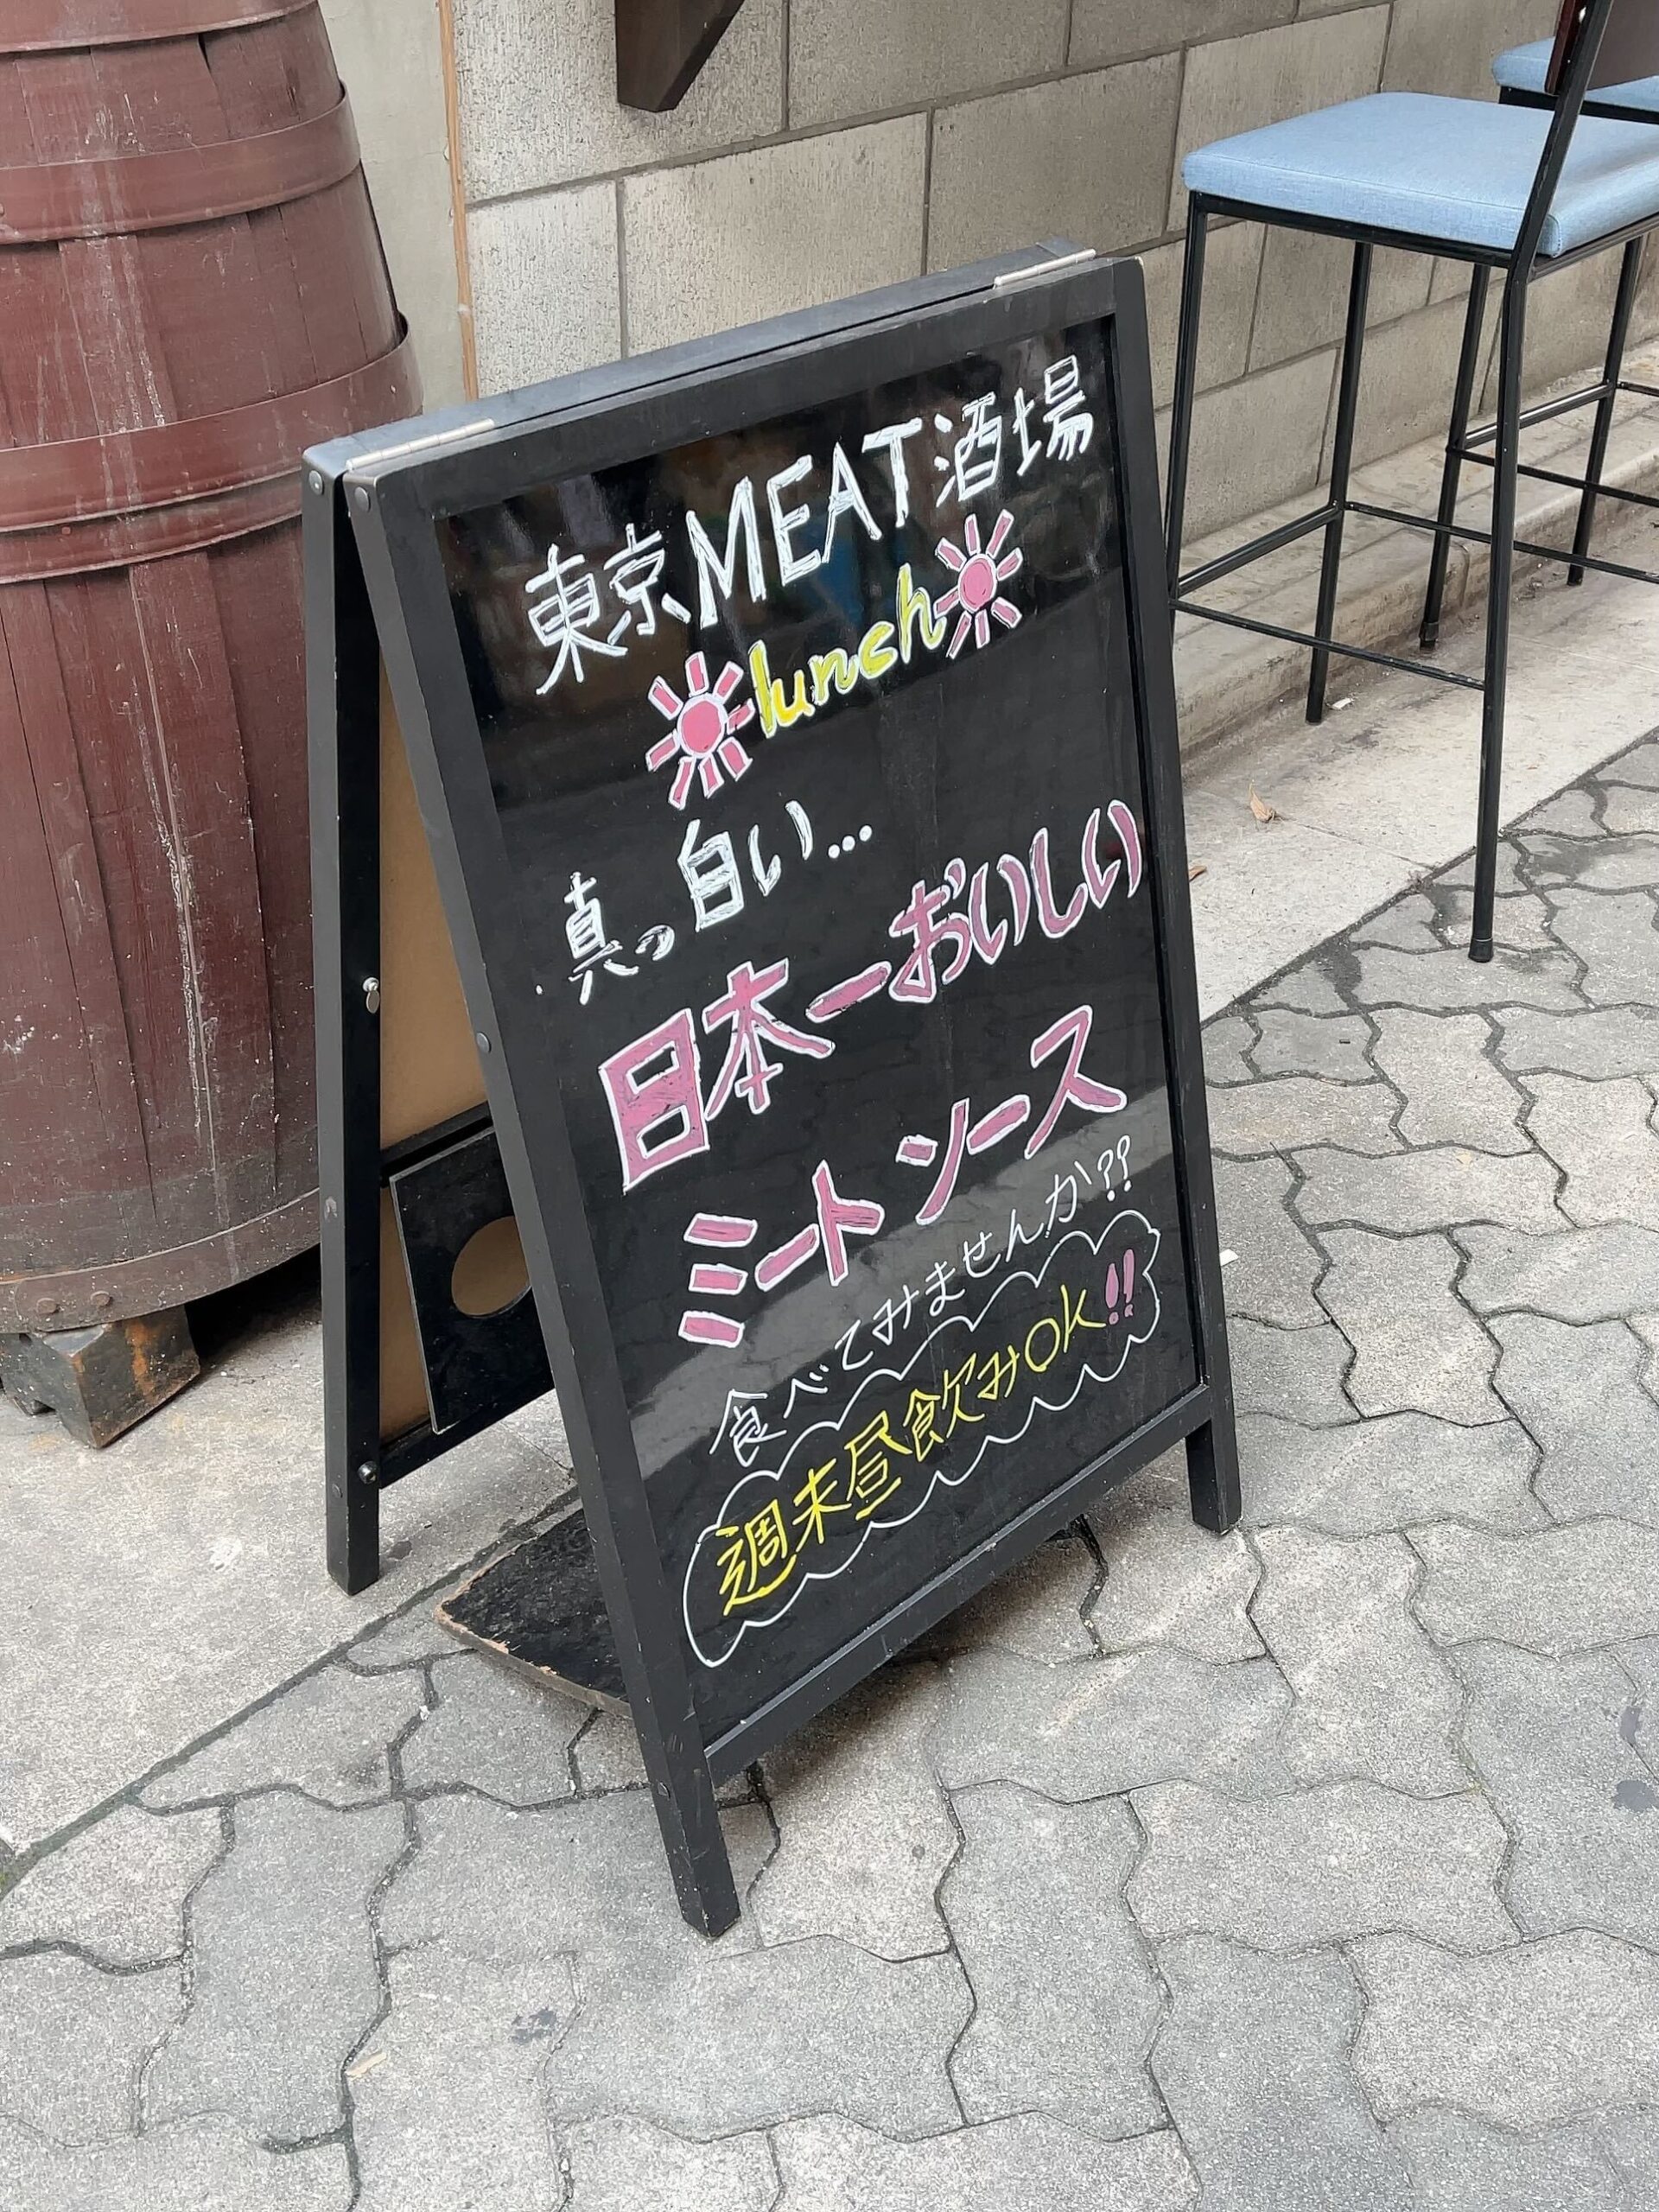 東京MEAT酒場
lunch
真っ白い…
日本一おいしい
ミートソース
食べてみませんか??
週末昼飲みOK!!